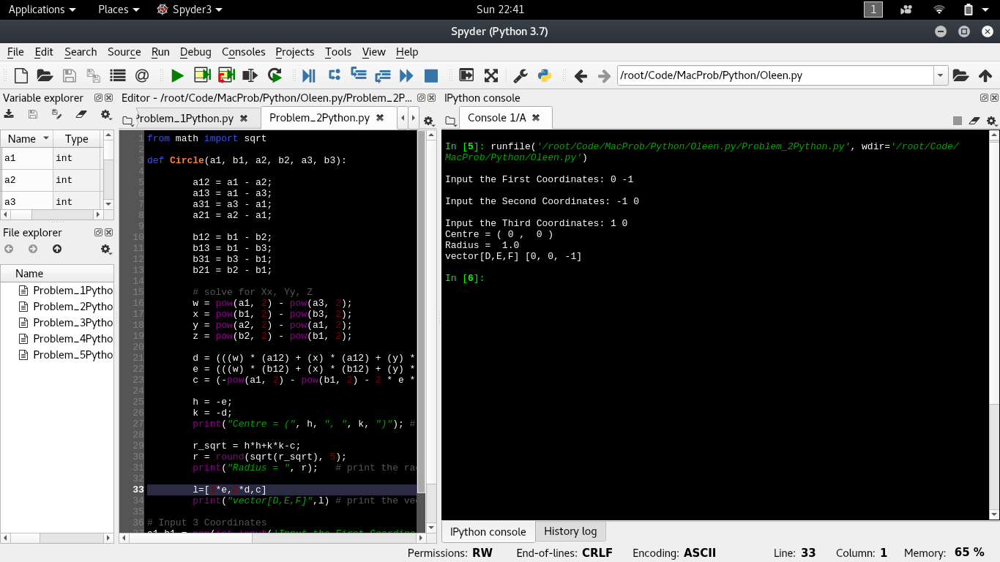 Applications Places Spyder3 Sun 22:41 1
Spyder (Python 3.7)
File Edit Search Source Run Debug Consoles Projects Tools View Help
@ /root/Code/MacProb/Python/Oleen.py
Variable explorer
Name Type
a1 int
a2 int
a3 int
File explorer
Name
Problem_1Pytho
Problem_2Pytho
Problem_3Pytho
Problem_4Pytho
Problem_5Pytho
Editor - /root/Code/MacProb/Python/Oleen.py/Problem_2P...
Problem_1Python.py Problem_2Python.py
1 from math import sqrt
2
3 def Circle(a1, b1, a2, b2, a3, b3):
4
5 a12 = a1 - a2;
6 a13 = a1 - a3;
7 a31 = a3 - a1;
8 a21 = a2 - a1;
9
10 b12 = b1 - b2;
11 b13 = b1 - b3;
12 b31 = b3 - b1;
13 b21 = b2 - b1;
14
15 # solve for Xx, Yy, Z
16 w = pow(a1, 2) - pow(a3, 2);
17 x = pow(b1, 2) - pow(b3, 2);
18 y = pow(a2, 2) - pow(a1, 2);
19 z = pow(b2, 2) - pow(b1, 2);
20
21 d = (((w) * (a12) + (x) * (a12) + (y) *
22 e = (((w) * (b12) + (x) * (b12) + (y) *
23 c = (-pow(a1, 2) - pow(b1, 2) - 2 * e *
24
25 h = -e;
26 k = -d;
27 print("Centre = (", h, ", ", k, ")"); #
28
29 r_sqrt = h*h+k*k-c;
30 r = round(sqrt(r_sqrt), 5);
31 print("Radius = ", r); # print the rad
32
33 l=[2*e,2*d,c]
34 print("vector[D,E,F]",l) # print the vec
35
36 # Input 3 Coordinates
IPython console
Console 1/A
In [5]: runfile('/root/Code/MacProb/Python/Oleen.py/Problem_2Python.py', wdir='/root/Code/
MacProb/Python/Oleen.py')
Input the First Coordinates: 0 -1
Input the Second Coordinates: -1 0
Input the Third Coordinates: 1 0
Centre = ( 0 ,  0 )
Radius =  1.0
vector[D,E,F] [0, 0, -1]
In [6]:
IPython console History log
Permissions: RW End-of-lines: CRLF Encoding: ASCII Line: 33 Column: 1 Memory: 65 %